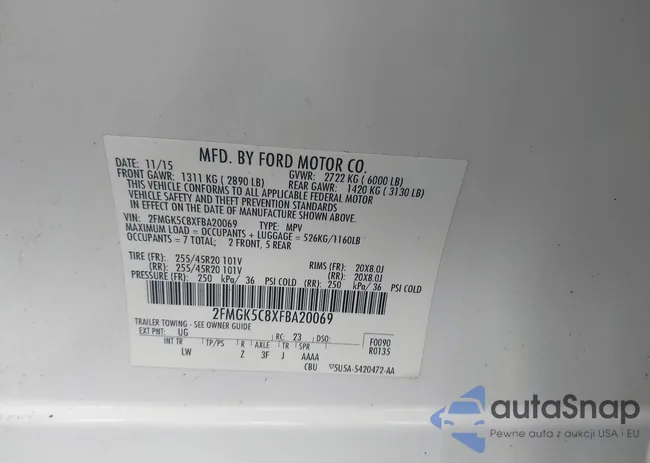 MFD. BY FORD MOTOR CO.
DATE: 11/15 GVWR: 2722 KG ( 6000 LB)
FRONT GAWR: 1311 KG ( 2890 LB) REAR GAWR: 1420 KG ( 3130 LB)
THIS VEHICLE CONFORMS TO ALL APPLICABLE FEDERAL MOTOR
VEHICLE SAFETY AND THEFT PREVENTION STANDARDS
IN EFFECT ON THE DATE OF MANUFACTURE SHOWN ABOVE.
VIN: 2FMGK5C8XFBA20069 TYPE: MPV
MAXIMUM LOAD = OCCUPANTS + LUGGAGE = 526KG/1160LB
OCCUPANTS = 7 TOTAL; 2 FRONT, 5 REAR
TIRE (FR): 255/45R20 101V RIMS (FR): 20X8.0J
(RR): 255/45R20 101V (RR): 20X8.0J
PRESSURE (FR): 250 kPa/ 36 PSI COLD (RR): 250 kPa/ 36 PSI COLD
2FMGK5C8XFBA20069
TRAILER TOWING - SEE OWNER GUIDE
EXT PNT: UG RC: 23 DSO: F0090
R0135
INT TR TP/PS R AXLE TR SPR
LW Z 3F J AAAA
CBU 5USA-5420472-AA
autaSnap
Pewne auta z aukcji USA i EU